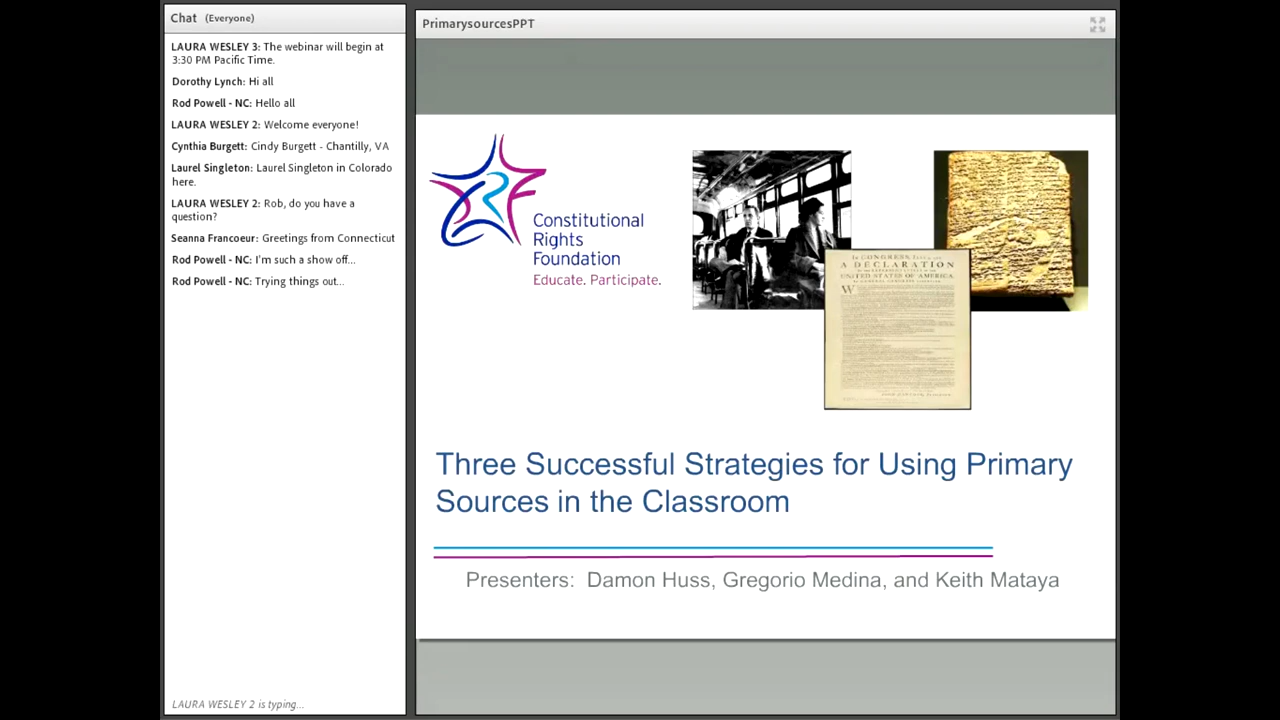 Chat (Everyone)
LAURA WESLEY 3: The webinar will begin at
3:30 PM Pacific Time.
Dorothy Lynch: Hi all
Rod Powell - NC: Hello all
LAURA WESLEY 2: Welcome everyone!
Cynthia Burgett: Cindy Burgett - Chantilly, VA
Laurel Singleton: Laurel Singleton in Colorado
here.
LAURA WESLEY 2: Rob, do you have a
question?
Seanna Francoeur: Greetings from Connecticut
Rod Powell - NC: I'm such a show off...
Rod Powell - NC: Trying things out...
LAURA WESLEY 2 is typing...
PrimarysourcesPPT
Constitutional
Rights
Foundation
Educate. Participate.
A DECLARATION
UNITED STATES OF AMERICA,
Three Successful Strategies for Using Primary
Sources in the Classroom
Presenters: Damon Huss, Gregorio Medina, and Keith Mataya